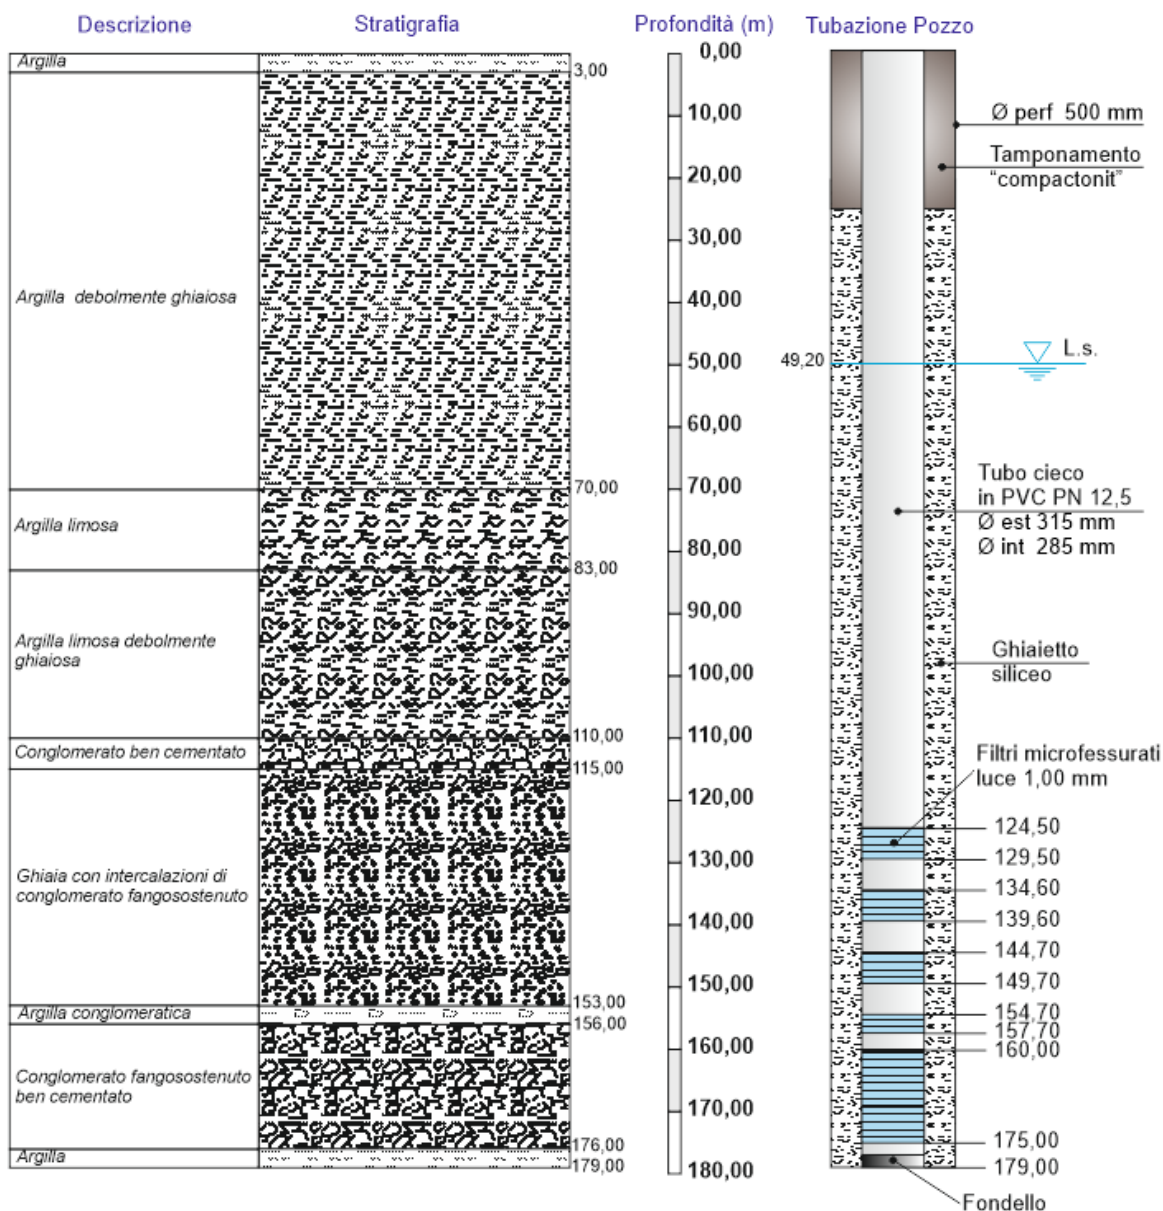 Descrizione
Stratigrafia
Profondità (m)
Tubazione Pozzo
Argilla
3,00
Argilla debolmente ghiaiosa
70,00
Argilla limosa
83,00
Argilla limosa debolmente
ghiaiosa
110,00
Conglomerato ben cementato
115,00
Ghiaia con intercalazioni di
conglomerato fangosostenuto
153,00
Argilla conglomeratica
156,00
Conglomerato fangosostenuto
ben cementato
176,00
Argilla
179,00
0,00
10,00
20,00
30,00
40,00
50,00
60,00
70,00
80,00
90,00
100,00
110,00
120,00
130,00
140,00
150,00
160,00
170,00
180,00
Ø perf 500 mm
Tamponamento
“compactonit”
49,20
L.s.
Tubo cieco
in PVC PN 12,5
Ø est 315 mm
Ø int 285 mm
Ghiaietto
siliceo
Filtri microfessurati
luce 1,00 mm
124,50
129,50
134,60
139,60
144,70
149,70
154,70
157,70
160,00
175,00
179,00
Fondello